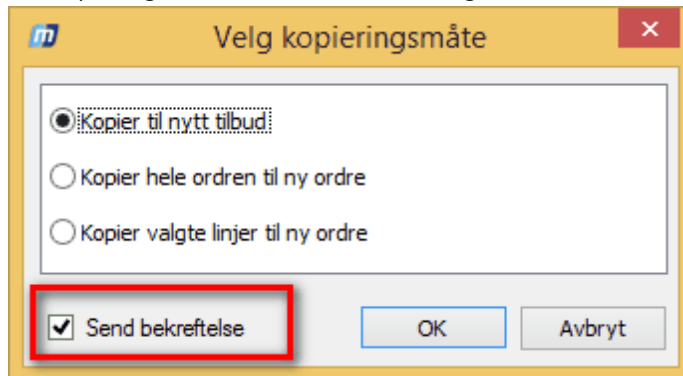 Velg kopieringsmåte
Kopier til nytt tilbud
Kopier hele ordren til ny ordre
Kopier valgte linjer til ny ordre
Send bekreftelse
OK
Avbryt